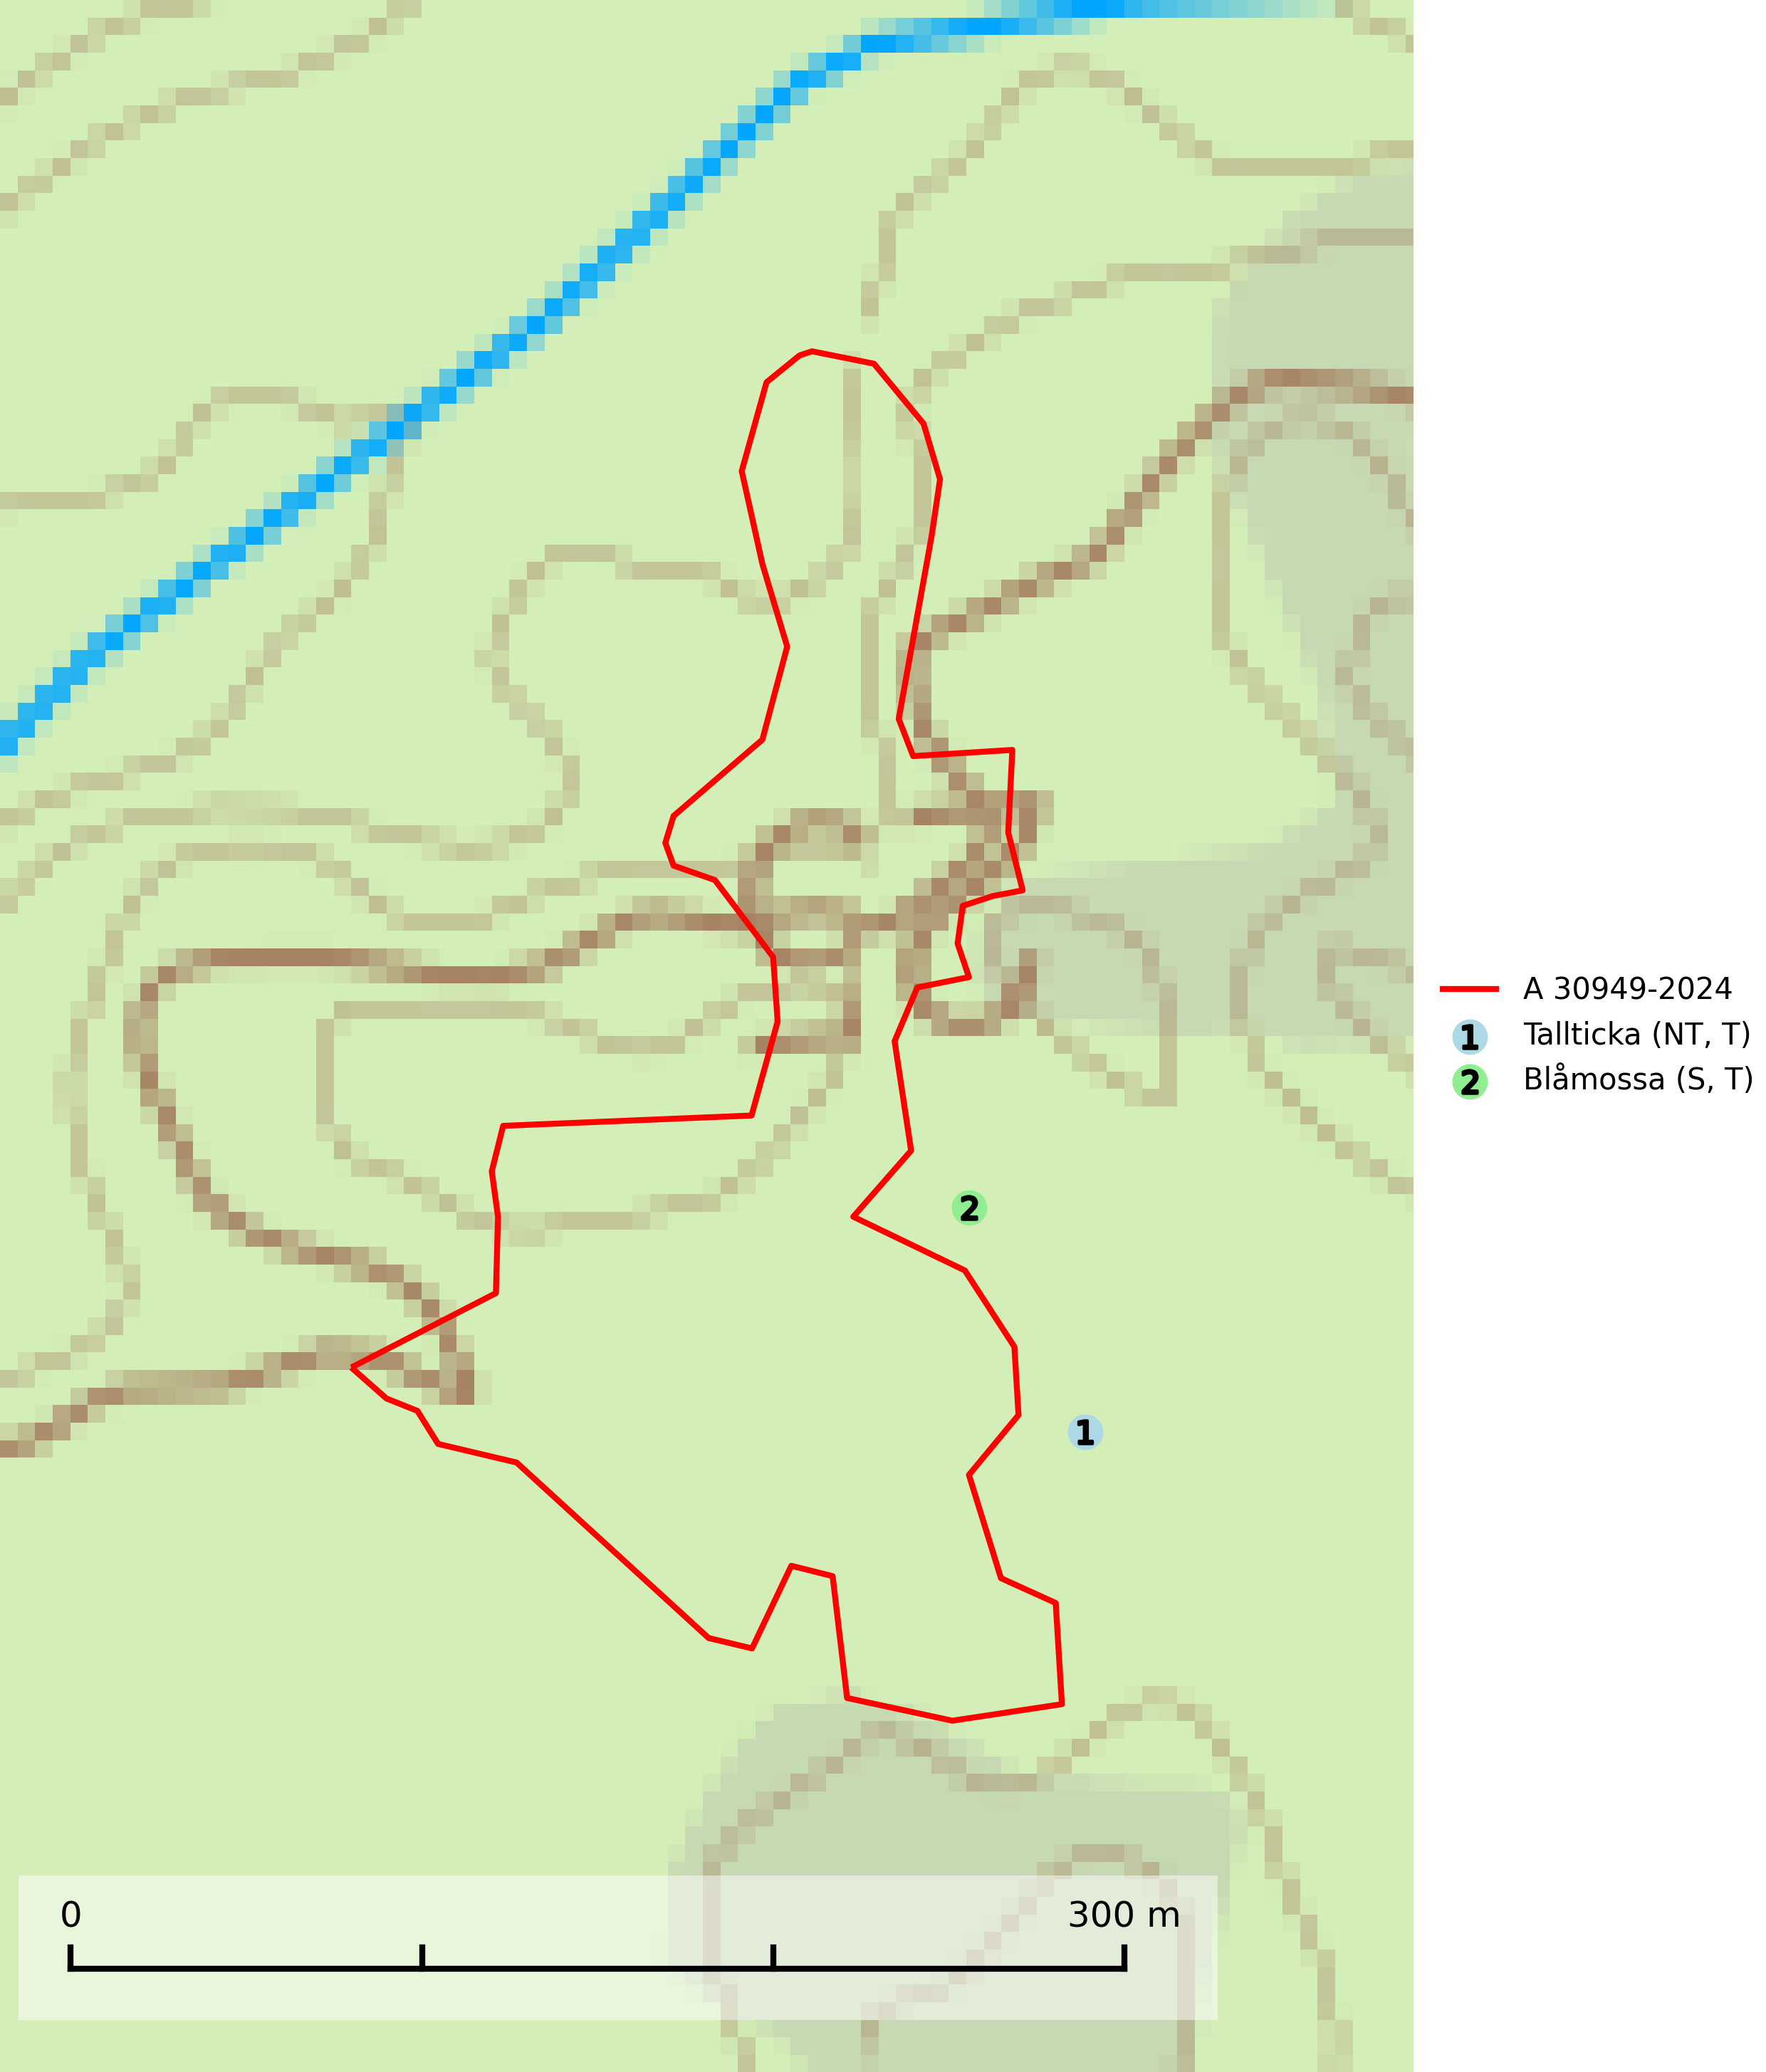 2
1
A 30949-2024
1 Tallticka (NT, T)
2 Blåmossa (S, T)
0 300 m